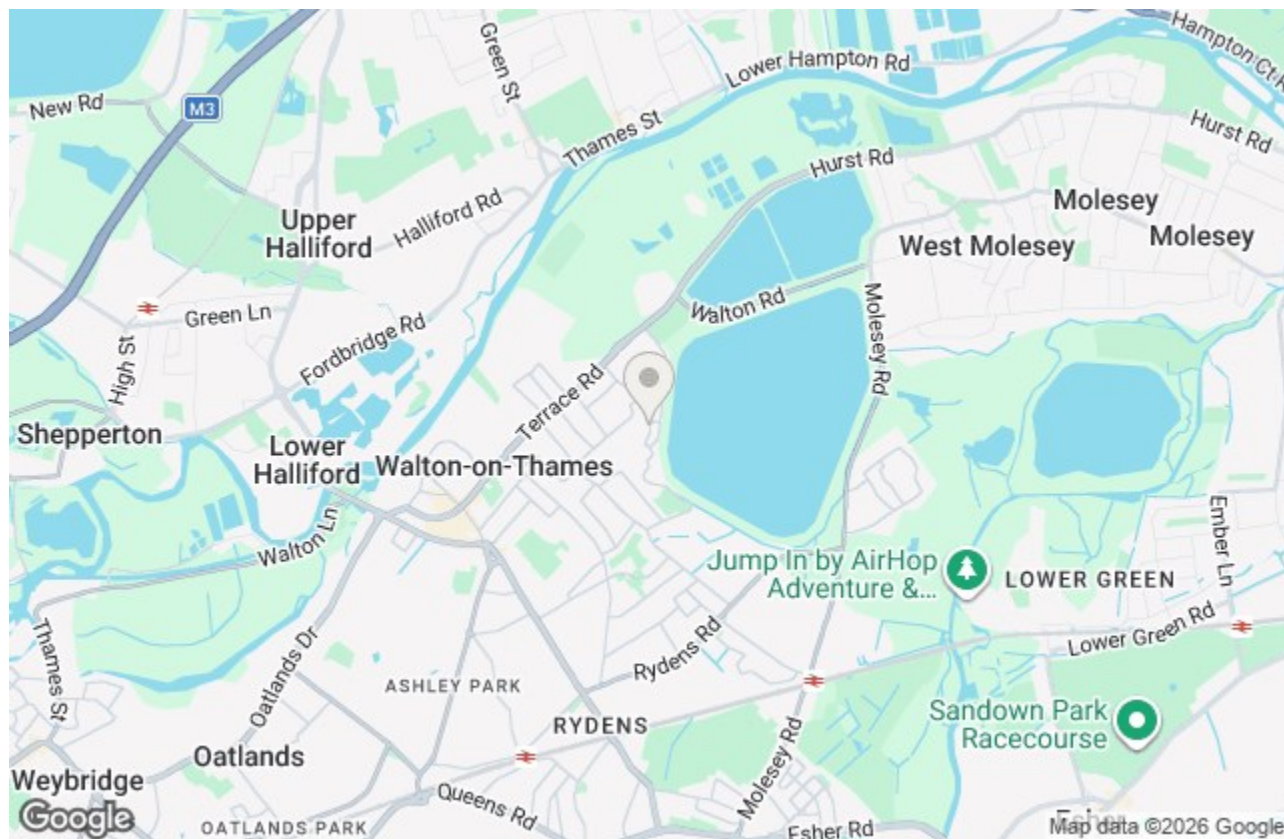 Green St
Hampton Ct
Lower Hampton Rd
New Rd
M3
Thames St
Hurst Rd
Hurst Rd
Upper
Halliford
Halliford Rd
Molesey
Molesey
West Molesey
Green Ln
Walton Rd
Molesey Rd
High St
Fordbridge Rd
Terrace Rd
Shepperton
Lower
Halliford
Walton-on-Thames
Walton Ln
Ember Ln
Jump In by AirHop
Adventure &...
LOWER GREEN
Thames St
Oatlands Dr
Rydens Rd
Lower Green Rd
ASHLEY PARK
RYDENS
Sandown Park
Racecourse
Oatlands
Molesey Rd
Weybridge
Queens Rd
Google
OATLANDS PARK
Esher Rd
Esher
Map data ©2026 Google